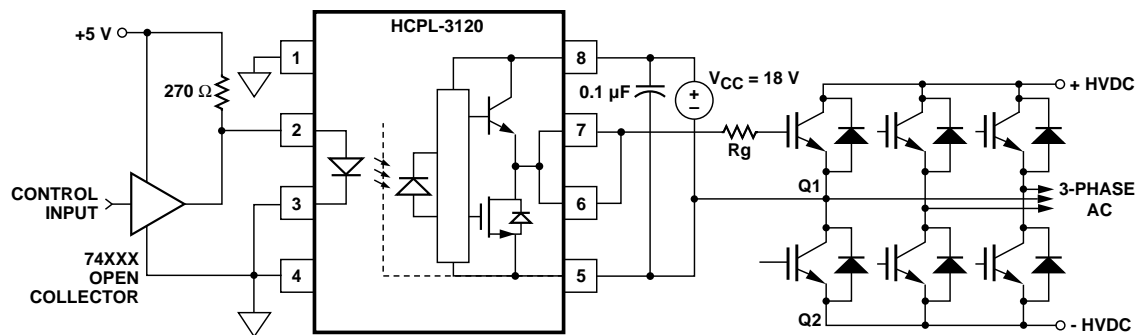 HCPL-3120
+5 V
1
8
+ HVDC
270 Ω
0.1 µF
VCC = 18 V
+
–
2
7
Rg
CONTROL
INPUT
3
6
Q1
3-PHASE
AC
74XXX
OPEN
COLLECTOR
4
5
Q2
- HVDC